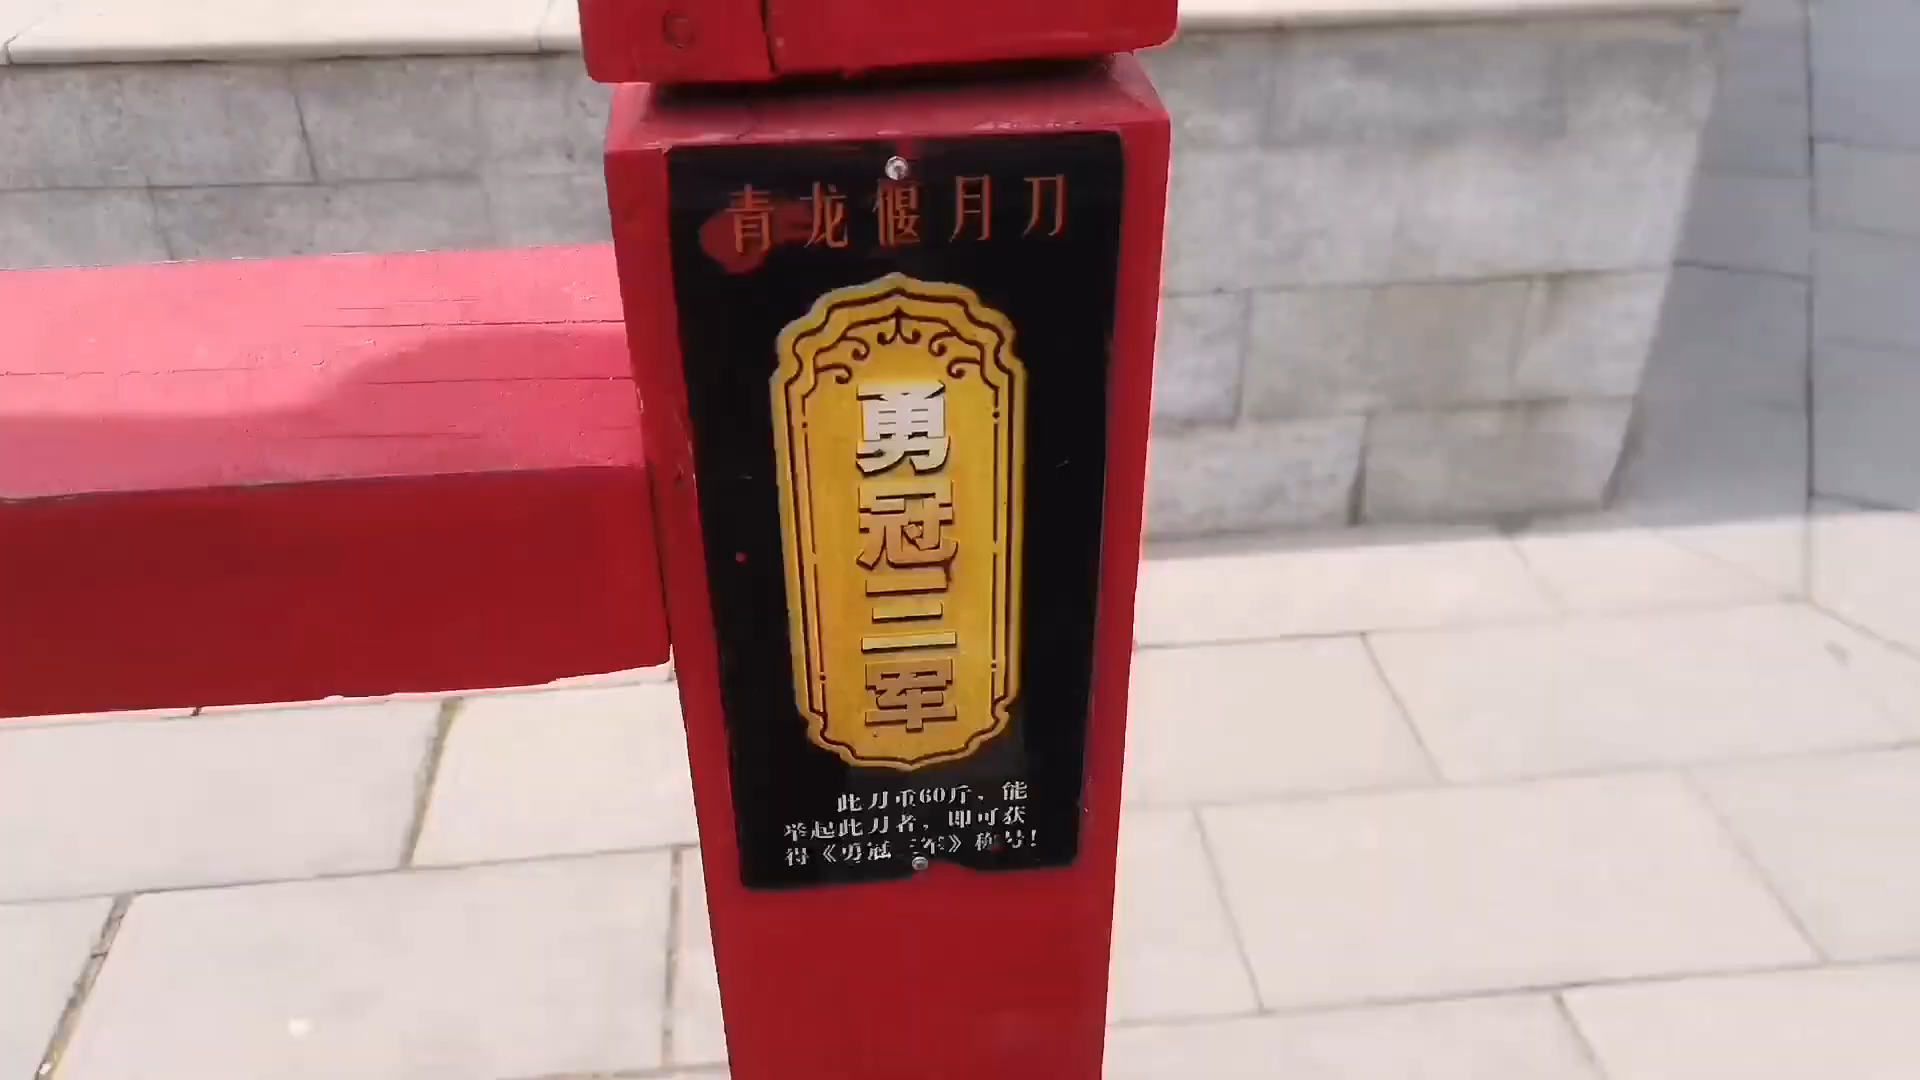 青龙偃月刀
勇冠三军
此刀重60斤，能
举起此刀者，即可获
得《勇冠三军》称号！